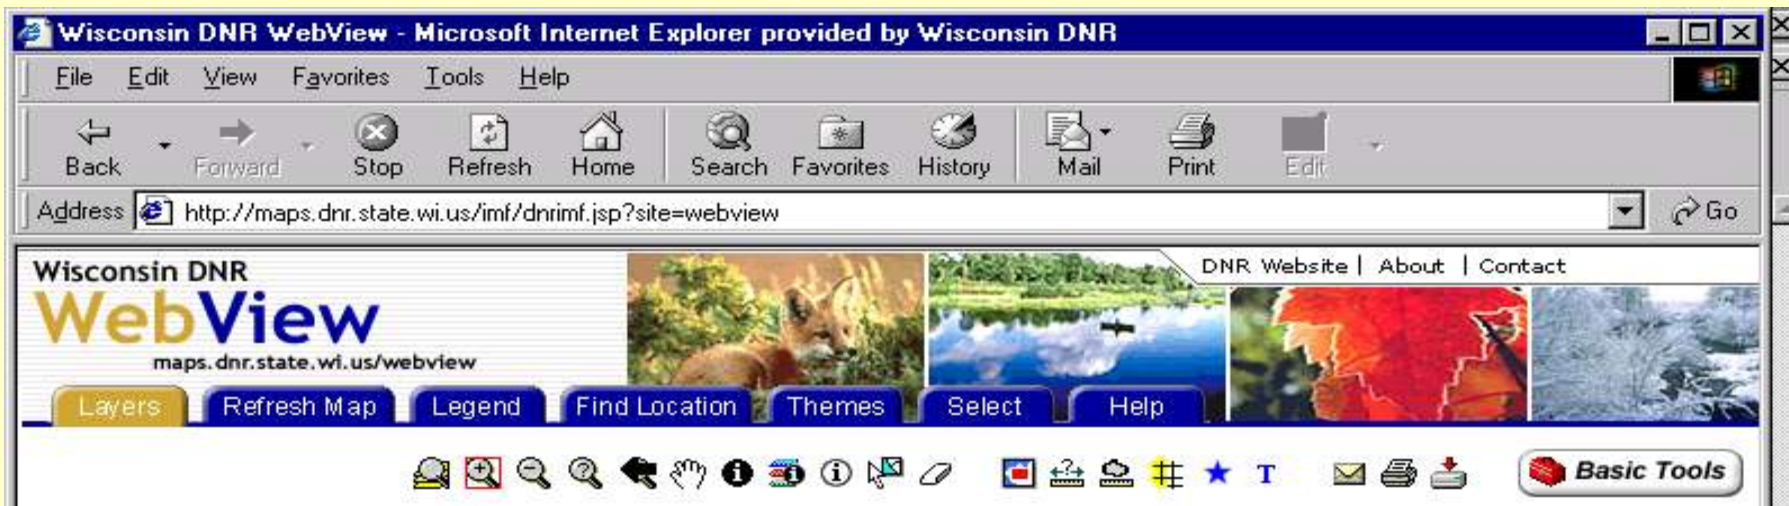 Wisconsin DNR WebView - Microsoft Internet Explorer provided by Wisconsin DNR
File Edit View Favorites Tools Help
Back Forward Stop Refresh Home Search Favorites History Mail Print Edit
Address http://maps.dnr.state.wi.us/imf/dnrimf.jsp?site=webview Go
Wisconsin DNR
DNR Website | About | Contact
WebView
maps.dnr.state.wi.us/webview
Layers Refresh Map Legend Find Location Themes Select Help
T Basic Tools